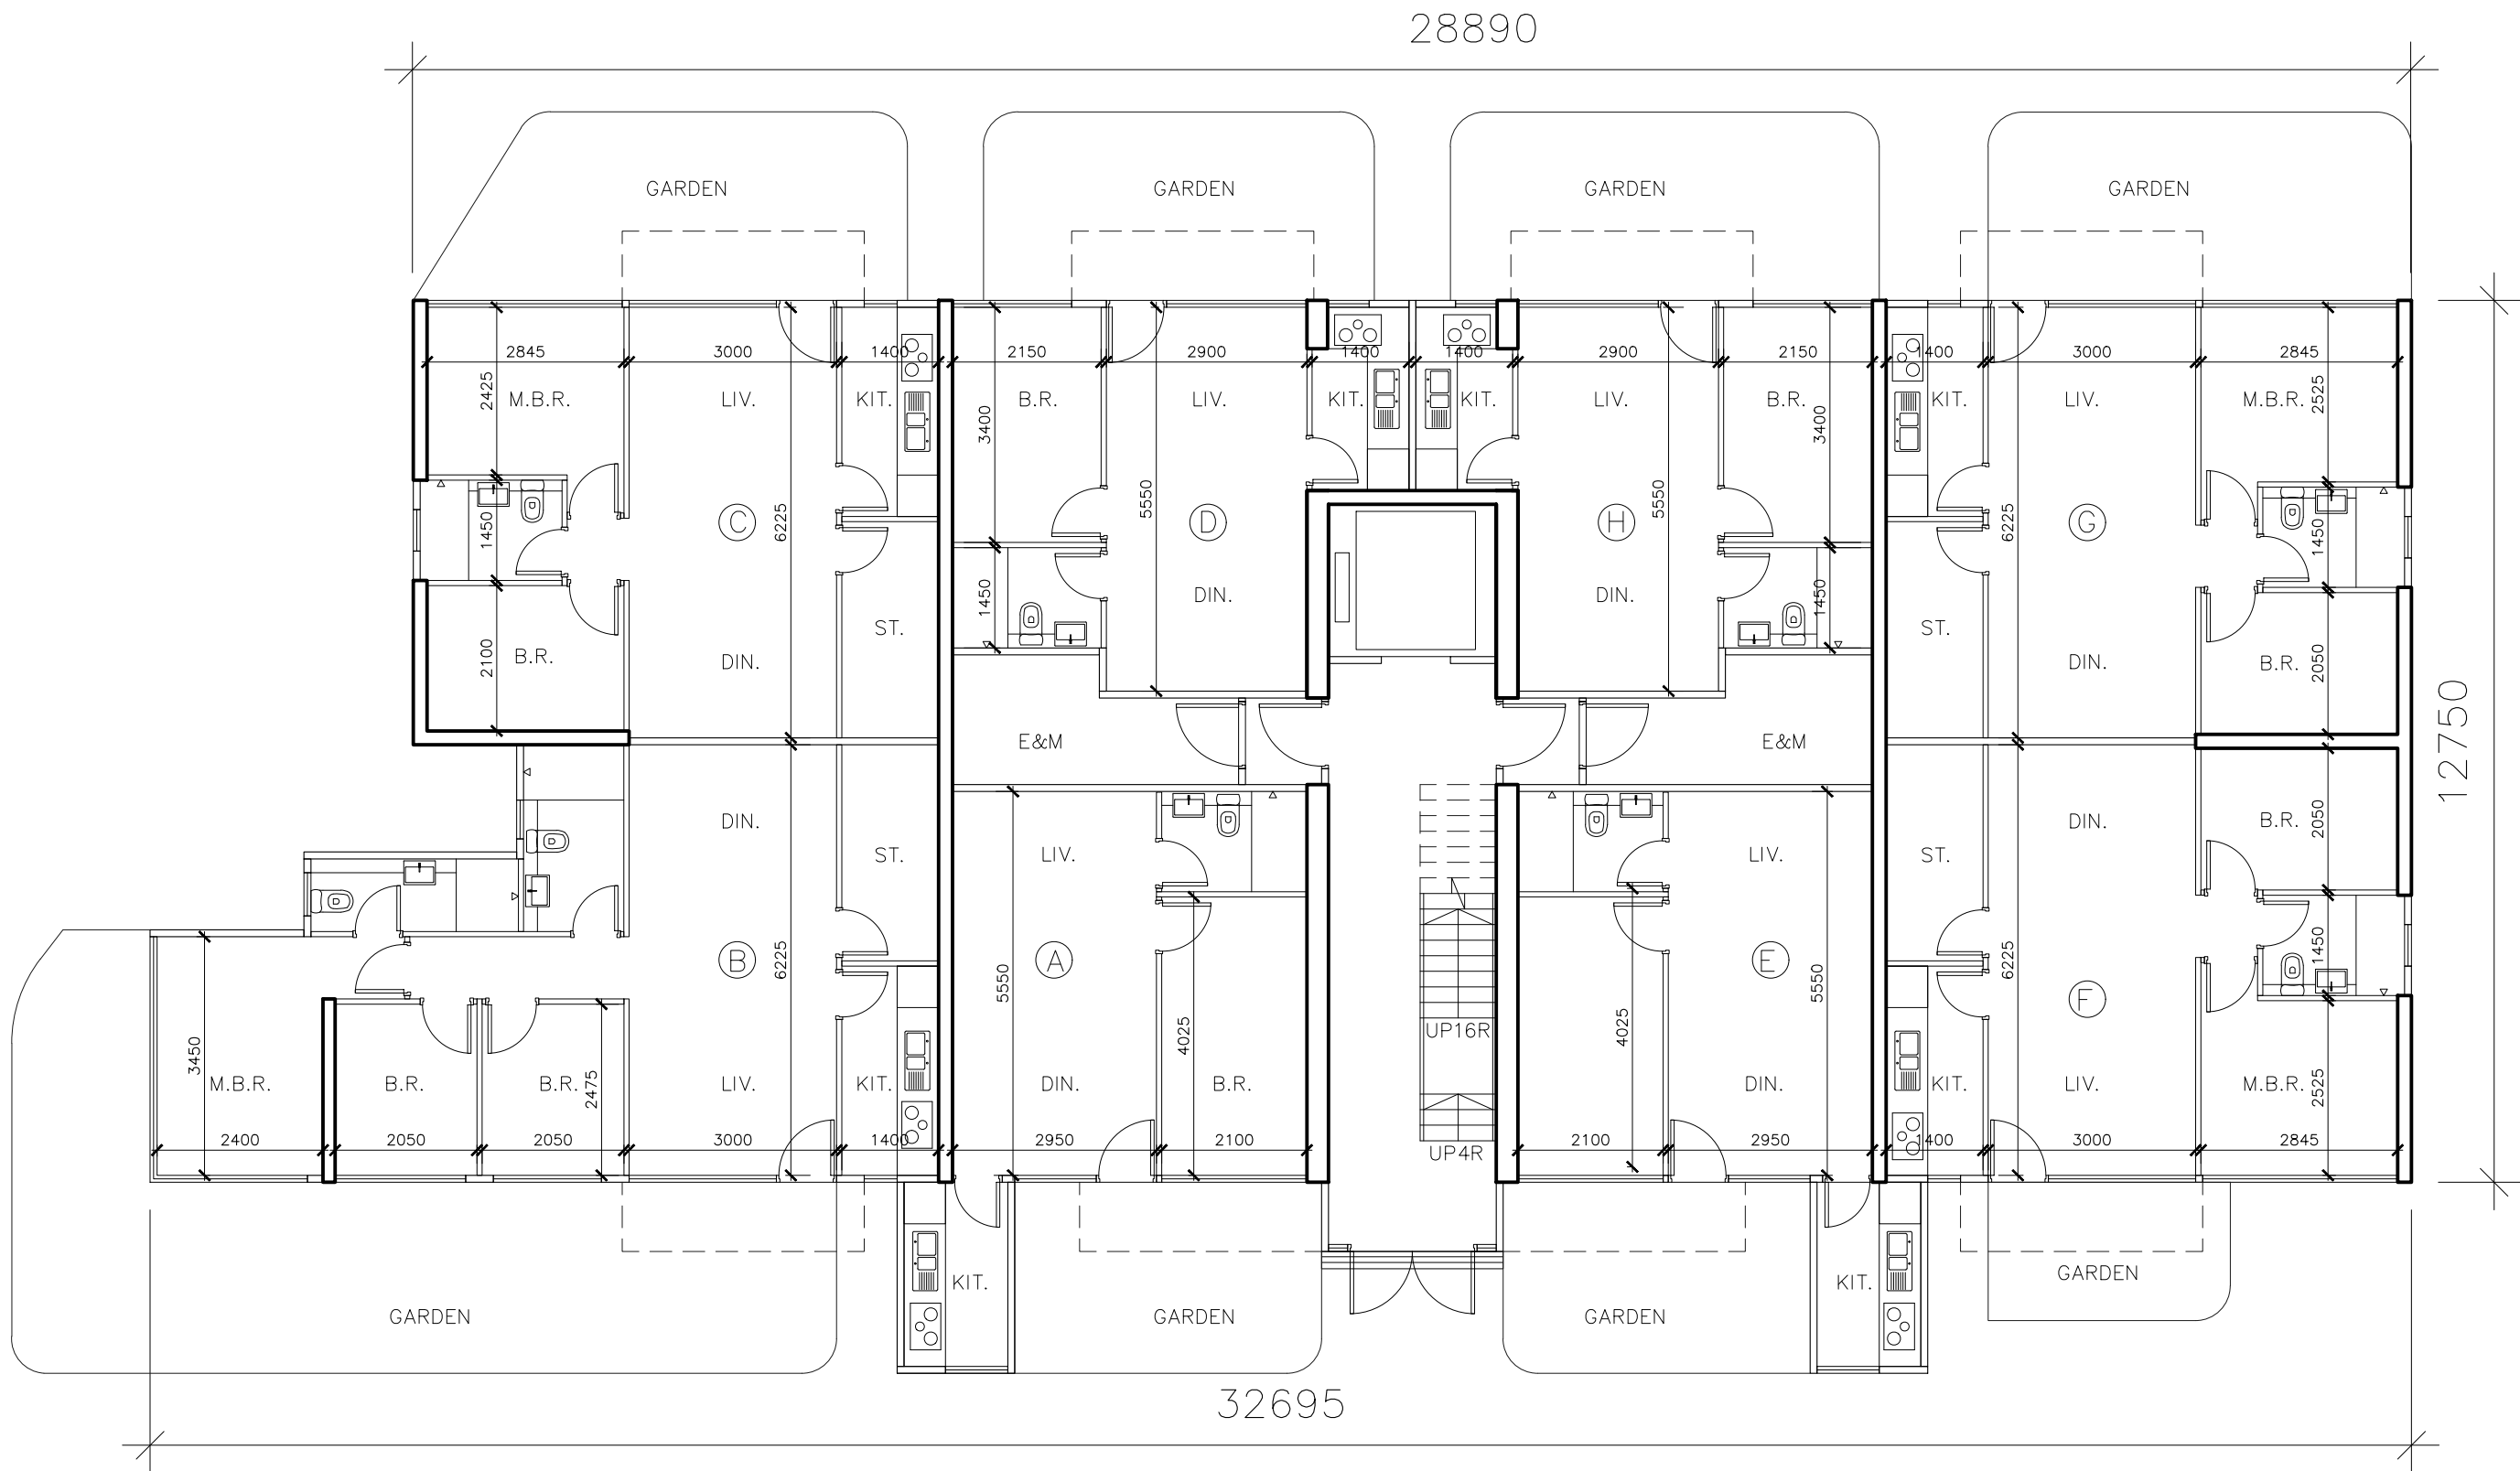 28890
GARDEN GARDEN GARDEN GARDEN
2845 3000 1400 2150 2900 1400 1400 2900 2150 1400 3000 2845
2425 M.B.R. LIV. KIT. B.R. LIV. KIT. KIT. LIV. B.R. KIT. LIV. M.B.R. 2525
3400 3400
1450 C 6225 5550 D H 5550 6225 G 1450
1450 DIN. DIN. 1450
2100 B.R. DIN. ST. ST. DIN. B.R. 2050
E&M E&M
12750
DIN. DIN. B.R. 2050
ST. LIV. LIV. ST.
B 6225 A E 6225 1450
5550 5550 F
3450 4025 UP16R 4025
M.B.R. B.R. B.R. 2475 LIV. KIT. DIN. B.R. DIN. KIT. LIV. M.B.R. 2525
2400 2050 2050 3000 1400 2950 2100 2100 2950 1400 3000 2845
UP4R
KIT. KIT. GARDEN
GARDEN GARDEN GARDEN
32695